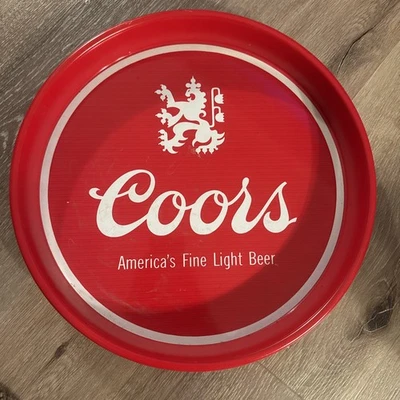 Coors
America's Fine Light Beer